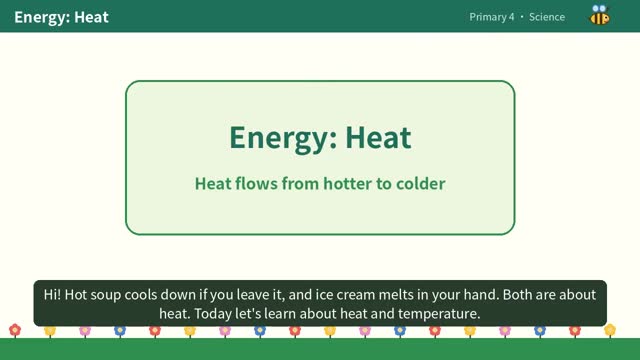 Energy: Heat
Primary 4 · Science
Energy: Heat
Heat flows from hotter to colder
Hi! Hot soup cools down if you leave it, and ice cream melts in your hand. Both are about
heat. Today let's learn about heat and temperature.